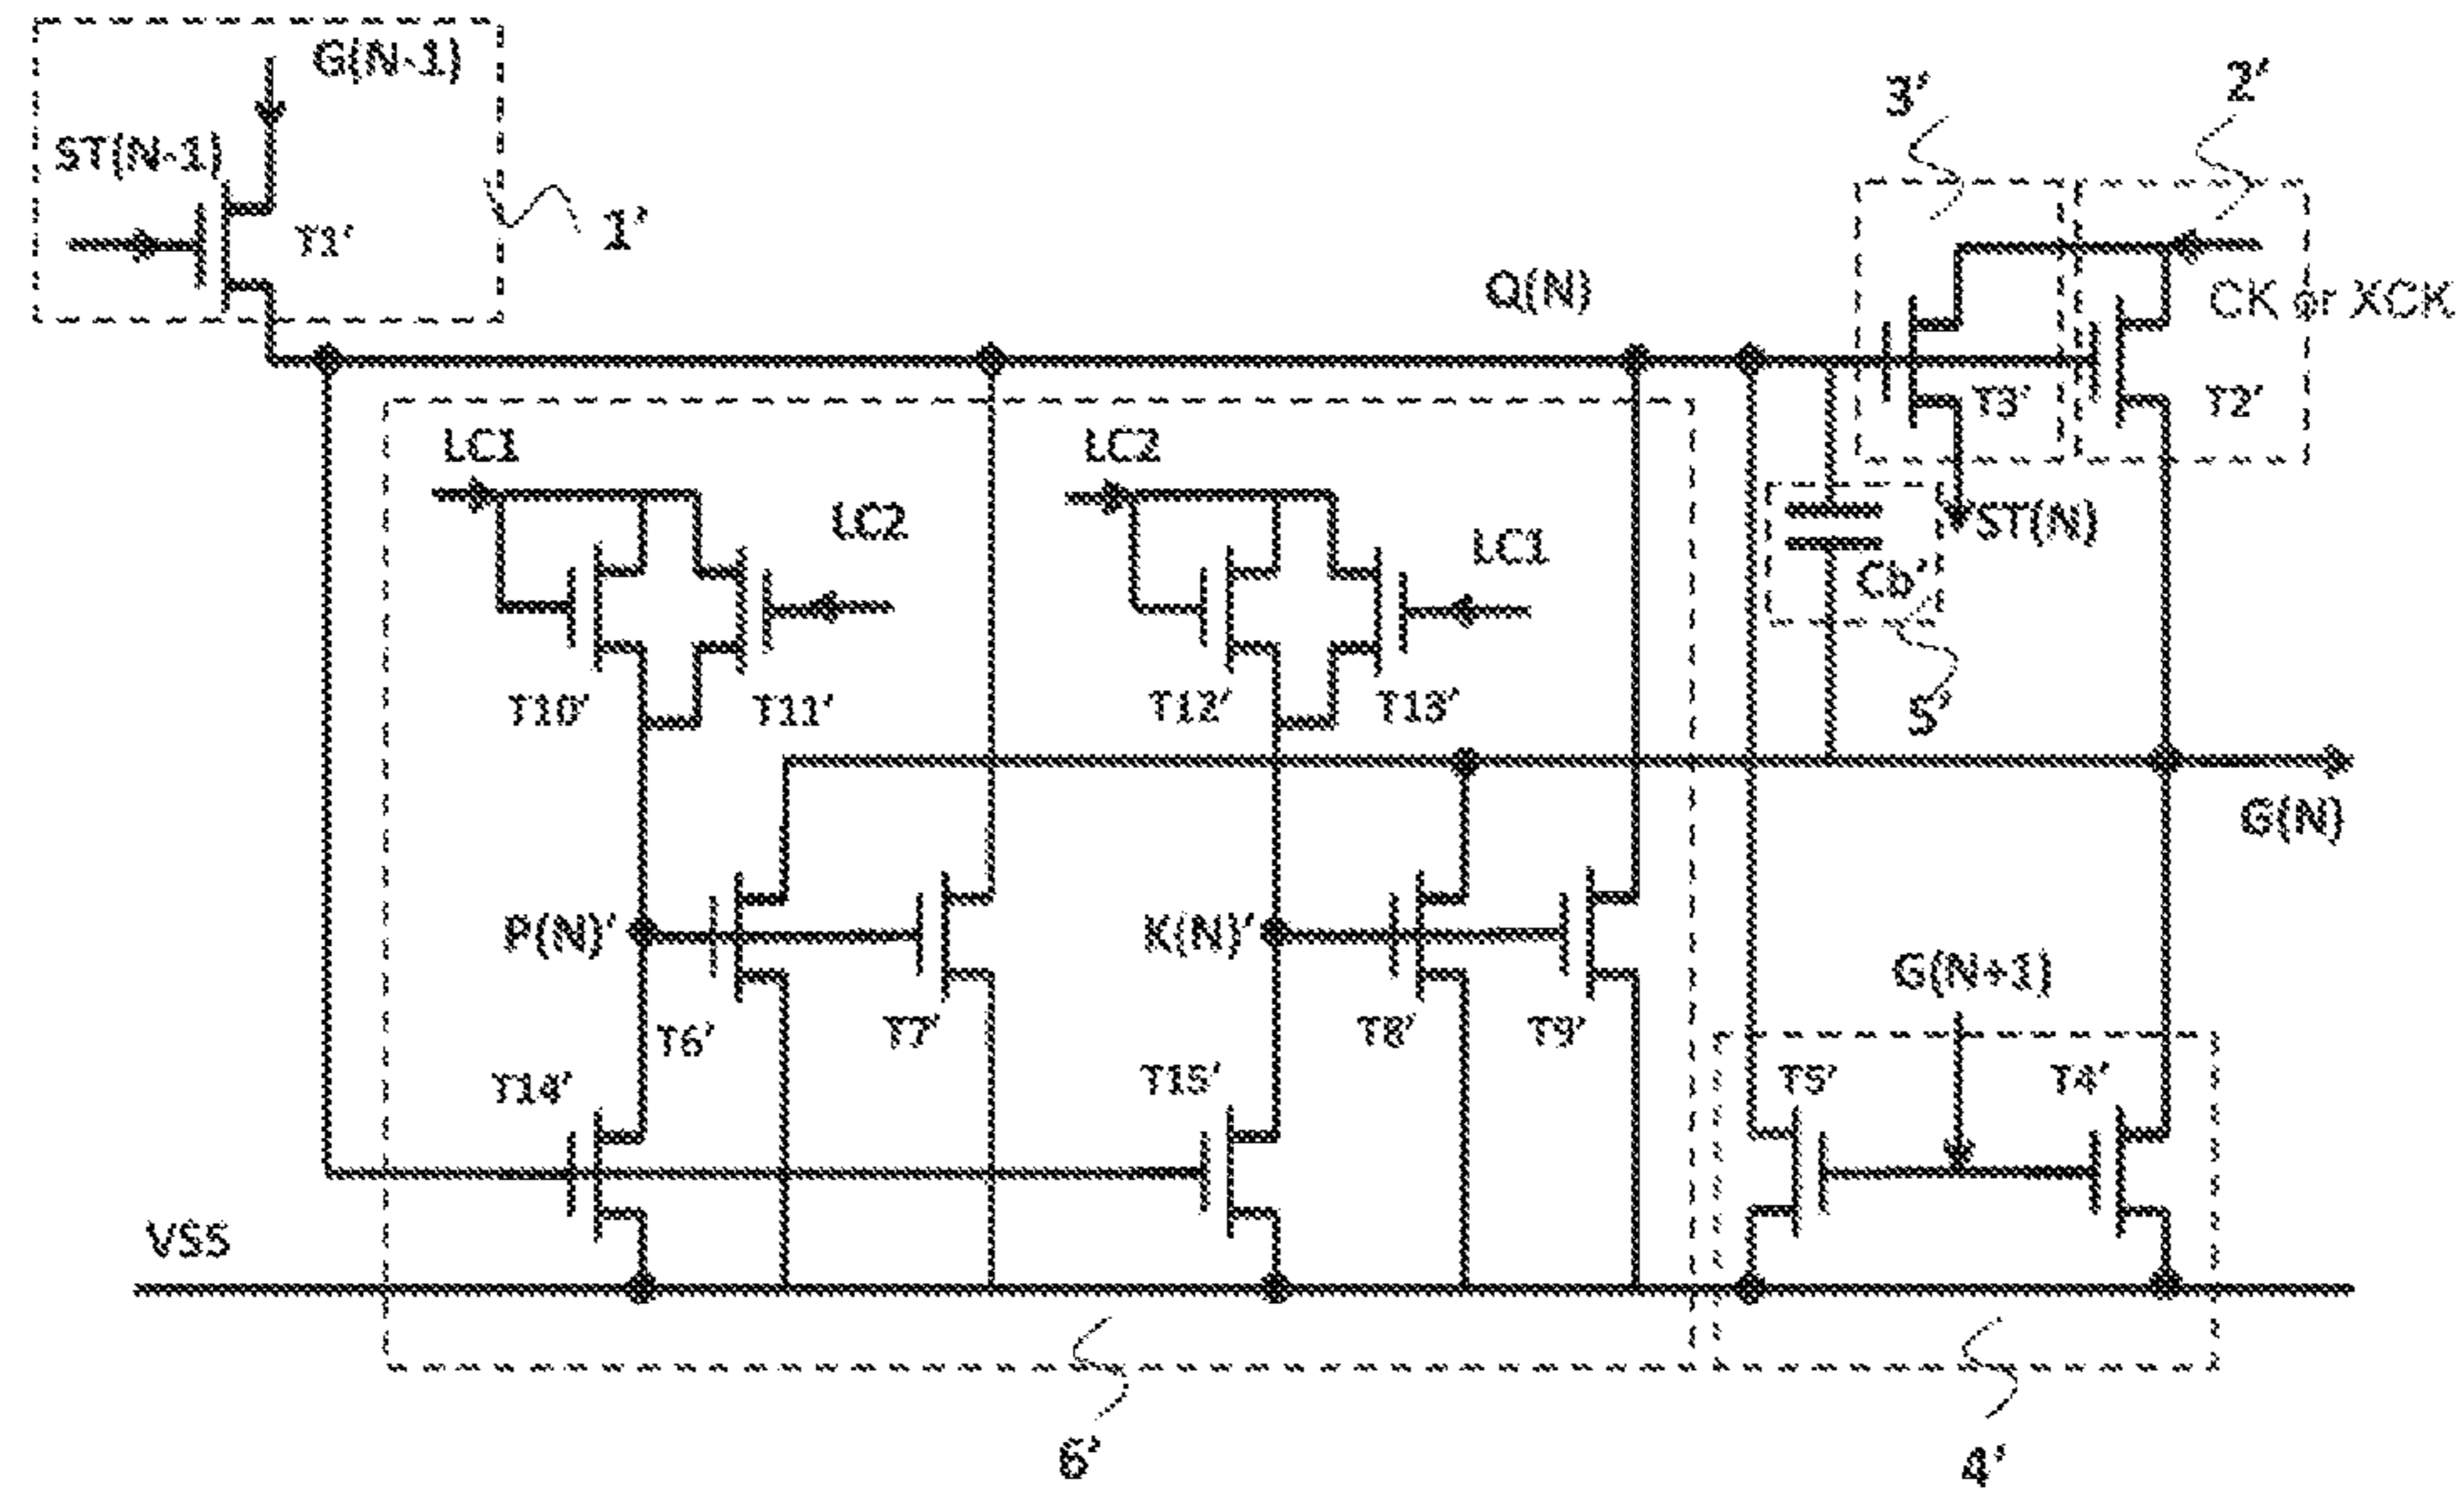 G(N-1)
ST(N-1)
T1'
1'
3'
2'
Q(N)
CK or XCK
T3'
T2'
LC1
LC2
LC2
LC1
ST(N)
Cb'
T10'
T11'
T12'
T13'
5'
G(N)
P(N)'
K(N)'
G(N+1)
T6'
T7'
T8'
T9'
T14'
T15'
T5'
T4'
VSS
6'
4'